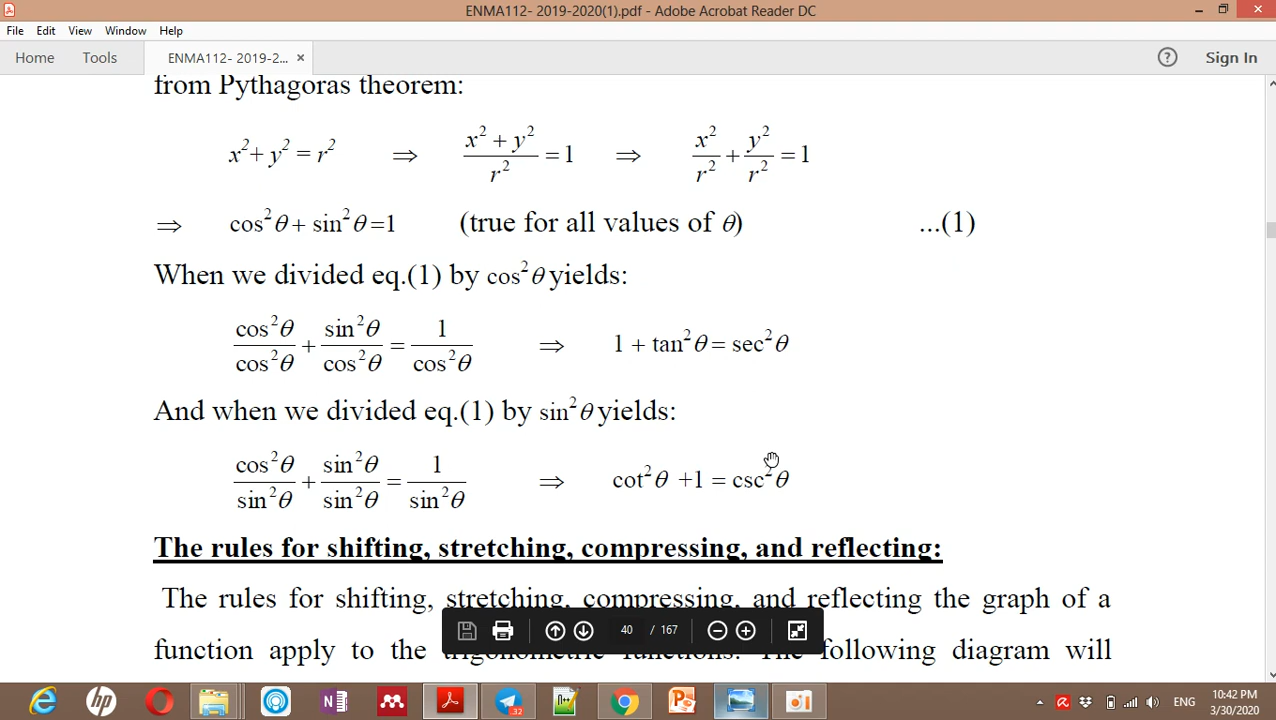 ENMA112- 2019-2020(1).pdf - Adobe Acrobat Reader DC
File Edit View Window Help
Home Tools ENMA112- 2019-2... × ? Sign In
from Pythagoras theorem:
x²+ y² = r² ⇒ (x² + y²)/r² = 1 ⇒ x²/r² + y²/r² = 1
⇒ cos²θ + sin²θ =1 (true for all values of θ) ...(1)
When we divided eq.(1) by cos²θ yields:
cos²θ/cos²θ + sin²θ/cos²θ = 1/cos²θ ⇒ 1 + tan²θ = sec²θ
And when we divided eq.(1) by sin²θ yields:
cos²θ/sin²θ + sin²θ/sin²θ = 1/sin²θ ⇒ cot²θ +1 = csc²θ
The rules for shifting, stretching, compressing, and reflecting:
The rules for shifting, stretching, compressing, and reflecting the graph of a
function apply to the trigonometric functions. The following diagram will
40 / 167
hp N N++ P 32 EN 10:42 PM
3/30/2020